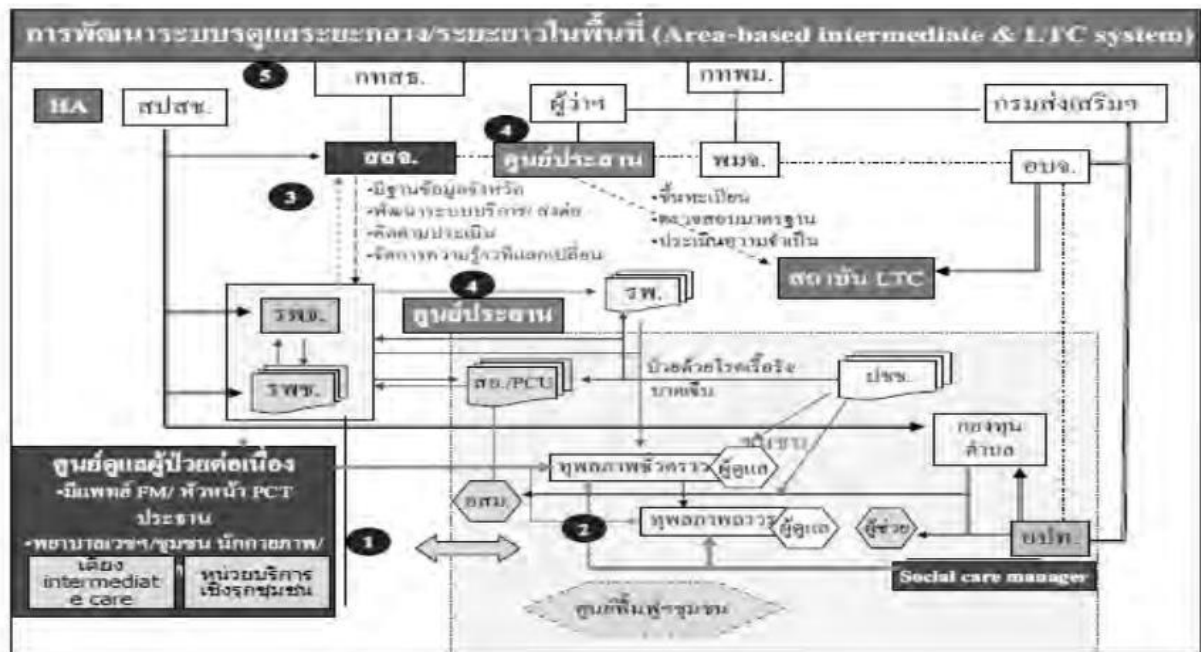 การพัฒนาระบบรดูแลระยะกลาง/ระยะยาวในพื้นที่ (Area-based intermediate & LTC system)
5
กทสธ.
กทพม.
HA
สปสช.
ผู้ว่าฯ
กรมส่งเสริมฯ
4
สสจ.
ศูนย์ประสาน
พมจ.
อบจ.
3
•มีฐานข้อมูลจังหวัด
•พัฒนาระบบบริการ/ ส่งต่อ
•ติดตามประเมิน
•จัดการความรู้
•ขึ้นทะเบียน
•ตรวจสอบมาตรฐาน
•ประเมินความจำเป็น
สถาบัน LTC
4
ศูนย์ประสาน
รพ.
รพช.
สอ./PCU
ป่วยด้วยโรคเรื้อรัง
บาดเจ็บ
ปชช.
กองทุน
ตำบล
ศูนย์ดูแลผู้ป่วยต่อเนื่อง
•มีแพทย์ FM/ หัวหน้า PCT
ประธาน
•พยาบาลเวชฯ/ชุมชน นักกายภาพ/
เตียง
intermediat
e care
หน่วยบริการ
เชิงรุกชุมชน
1
ทุพลภาพชั่วคราว
ผู้ดูแล
อสม.
2
ทุพลภาพถาวร
ผู้ดูแล
ผู้ช่วย
อปท.
Social care manager
ศูนย์ฟื้นฟูฯชุมชน